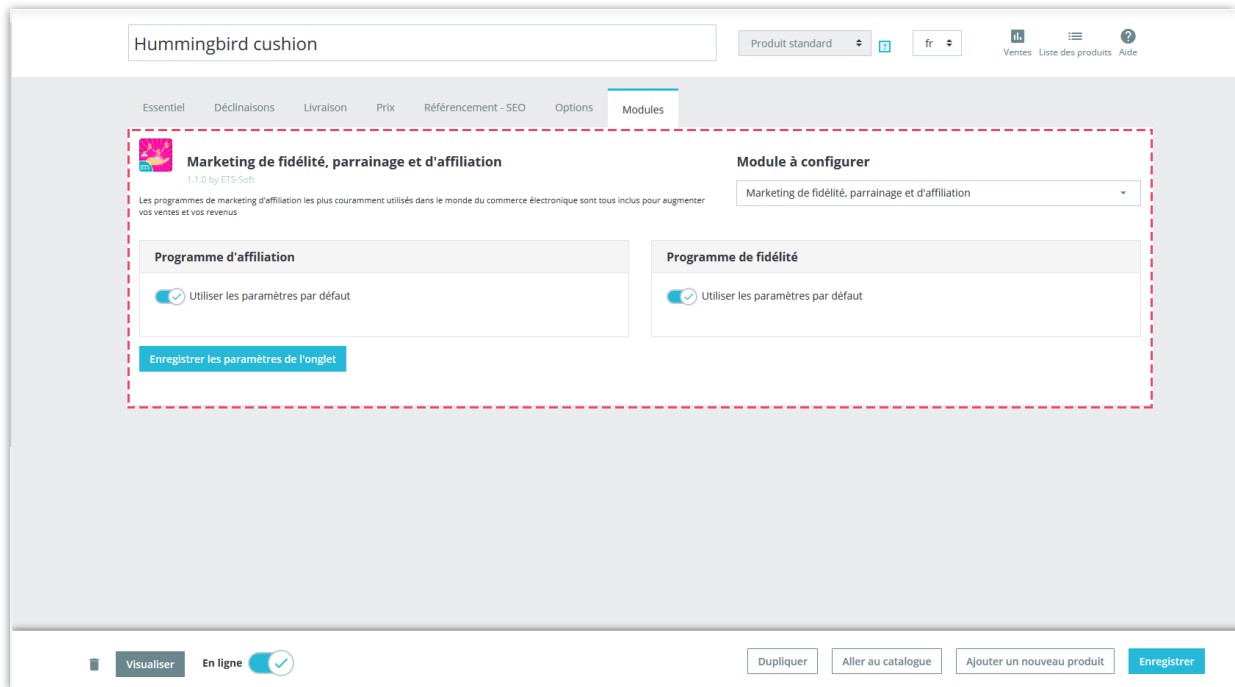 Hummingbird cushion
Produit standard
?
fr
Ventes
Liste des produits
Aide
Essentiel
Déclinaisons
Livraison
Prix
Référencement - SEO
Options
Modules
Marketing de fidélité, parrainage et d'affiliation
1.1.0 by ETS-Soft
Les programmes de marketing d'affiliation les plus couramment utilisés dans le monde du commerce électronique sont tous inclus pour augmenter
vos ventes et vos revenus
Module à configurer
Marketing de fidélité, parrainage et d'affiliation
Programme d'affiliation
Utiliser les paramètres par défaut
Programme de fidélité
Utiliser les paramètres par défaut
Enregistrer les paramètres de l'onglet
Visualiser
En ligne
Dupliquer
Aller au catalogue
Ajouter un nouveau produit
Enregistrer